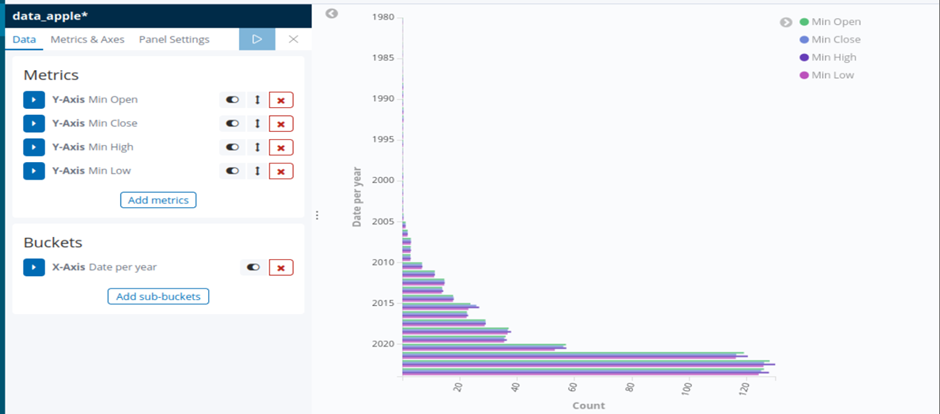 data_apple*
Data Metrics & Axes Panel Settings
Metrics
Y-Axis Min Open
Y-Axis Min Close
Y-Axis Min High
Y-Axis Min Low
Add metrics
Buckets
X-Axis Date per year
Add sub-buckets
Date per year
1980
1985
1990
1995
2000
2005
2010
2015
2020
20 40 60 80 100 120
Count
Min Open
Min Close
Min High
Min Low